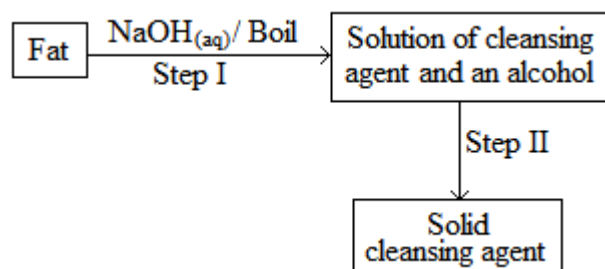 Fat
NaOH(aq)/ Boil
Step I
Solution of cleansing
agent and an alcohol
Step II
Solid
cleansing agent